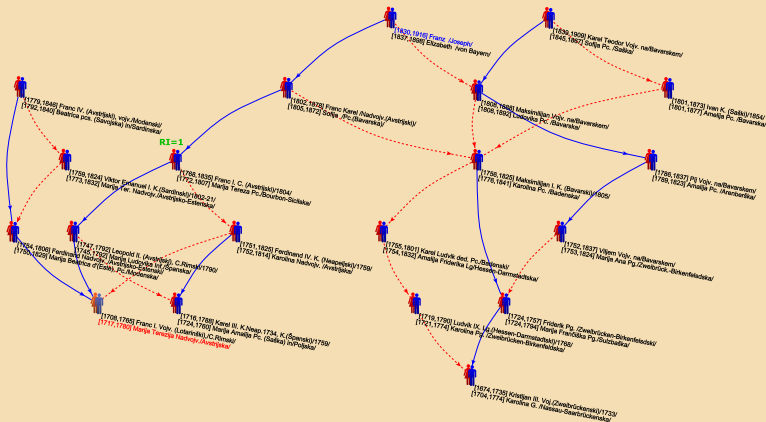 [1830,1916] Franz /Joseph/
[1837,1898] Elizabeth /von Bayern/
[1839,1909] Karel Teodor Vojv. na/Bavarskem/
[1845,1867] Sofija Pc. /Saška/
[1779,1846] Franc IV. (Avstrijski), vojv./Modenski/
[1792,1840] Beatrica pcs. (Savojska) in/Sardinska/
[1802,1878] Franc Karel /Nadvojv.(Avstrijski)/
[1805,1872] Sofija /Pc.(Bavarska)/
[1808,1888] Maksimilijan Vojv. na/Bavarskem/
[1808,1892] Ludovika Pc. /Bavarska/
[1801,1873] Ivan K. (Saški)/1854/
[1801,1877] Amalija Pc. /Bavarska/
RI=1
[1759,1824] Viktor Emanuel I. K.(Sardinski)/1802-21/
[1773,1832] Marija Ter. Nadvojv./Avstrijsko-Estenska/
[1768,1835] Franc I. C. (Avstrijski)/1804/
[1772,1807] Marija Tereza Pc./Bourbon-Sicilska/
[1756,1825] Maksimilijan I. K. (Bavarski)/1805/
[1776,1841] Karolina Pc. /Badenska/
[1786,1837] Pij Vojv. na/Bavarskem/
[1789,1823] Amalija Pc. /Arenberška/
[1754,1806] Ferdinand Nadvojv. /Avstrijsko-Estenski/
[1750,1829] Marija Beatrica d'(Este), Pc./Modenska/
[1747,1792] Leopold II. (Avstrijski), C.Rimski/1790/
[1745,1792] Marija Ludovika Inf./Španska/
[1751,1825] Ferdinand IV. K. (Neapeljski)/1759/
[1752,1814] Karolina Nadvojv. /Avstrijska/
[1755,1801] Karel Ludvik ded. Pc./Badenski/
[1754,1832] Amalija Friderika Lg/Hessen-Darmstadtska/
[1752,1837] Viljem Vojv. na/Bavarskem/
[1753,1824] Marija Ana Pg./Zweibrück.-Birkenfeldska/
[1708,1765] Franc I. Vojv. (Lotarinški),/C.Rimski/
[1717,1780] Marija Terezija Nadvojv./Avstrijska/
[1716,1788] Karel III. K.Neap.1734, K.(Španski)/1759/
[1724,1760] Marija Amalija Pc. (Saška) in/Poljska/
[1719,1790] Ludvik IX. Lg.(Hessen-Darmstadtski)/1768/
[1721,1774] Karolina Pg. /Zweibrücken-Birkenfeldska/
[1724,1767] Friderik Pg. /Zweibrücken-Birkenfelsdski/
[1724,1794] Marija Frančiška Pg./Sulzbaška/
[1674,1735] Kristijan III. Voj.(Zweibrückenski)/1733/
[1704,1774] Karolina G. /Nassau-Saarbrückenska/